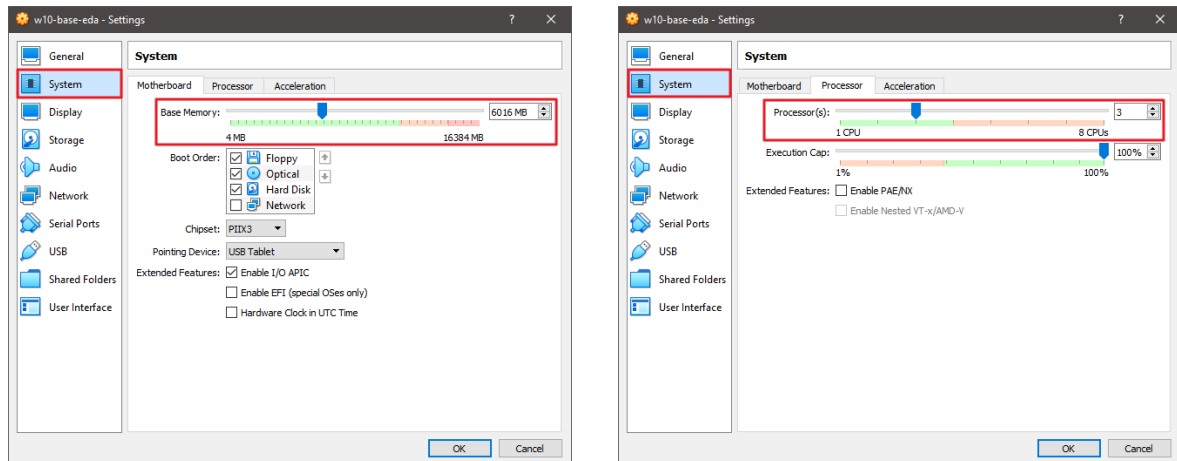 w10-base-eda - Settings
?
General
System
Display
Storage
Audio
Network
Serial Ports
USB
Shared Folders
User Interface
System
Motherboard Processor Acceleration
Base Memory: 6016 MB
4 MB 16384 MB
Boot Order: Floppy
Optical
Hard Disk
Network
Chipset: PIIX3
Pointing Device: USB Tablet
Extended Features: Enable I/O APIC
Enable EFI (special OSes only)
Hardware Clock in UTC Time
OK Cancel
w10-base-eda - Settings
?
General
System
Display
Storage
Audio
Network
Serial Ports
USB
Shared Folders
User Interface
System
Motherboard Processor Acceleration
Processor(s): 3
1 CPU 8 CPUs
Execution Cap: 100%
1% 100%
Extended Features: Enable PAE/NX
Enable Nested VT-x/AMD-V
OK Cancel